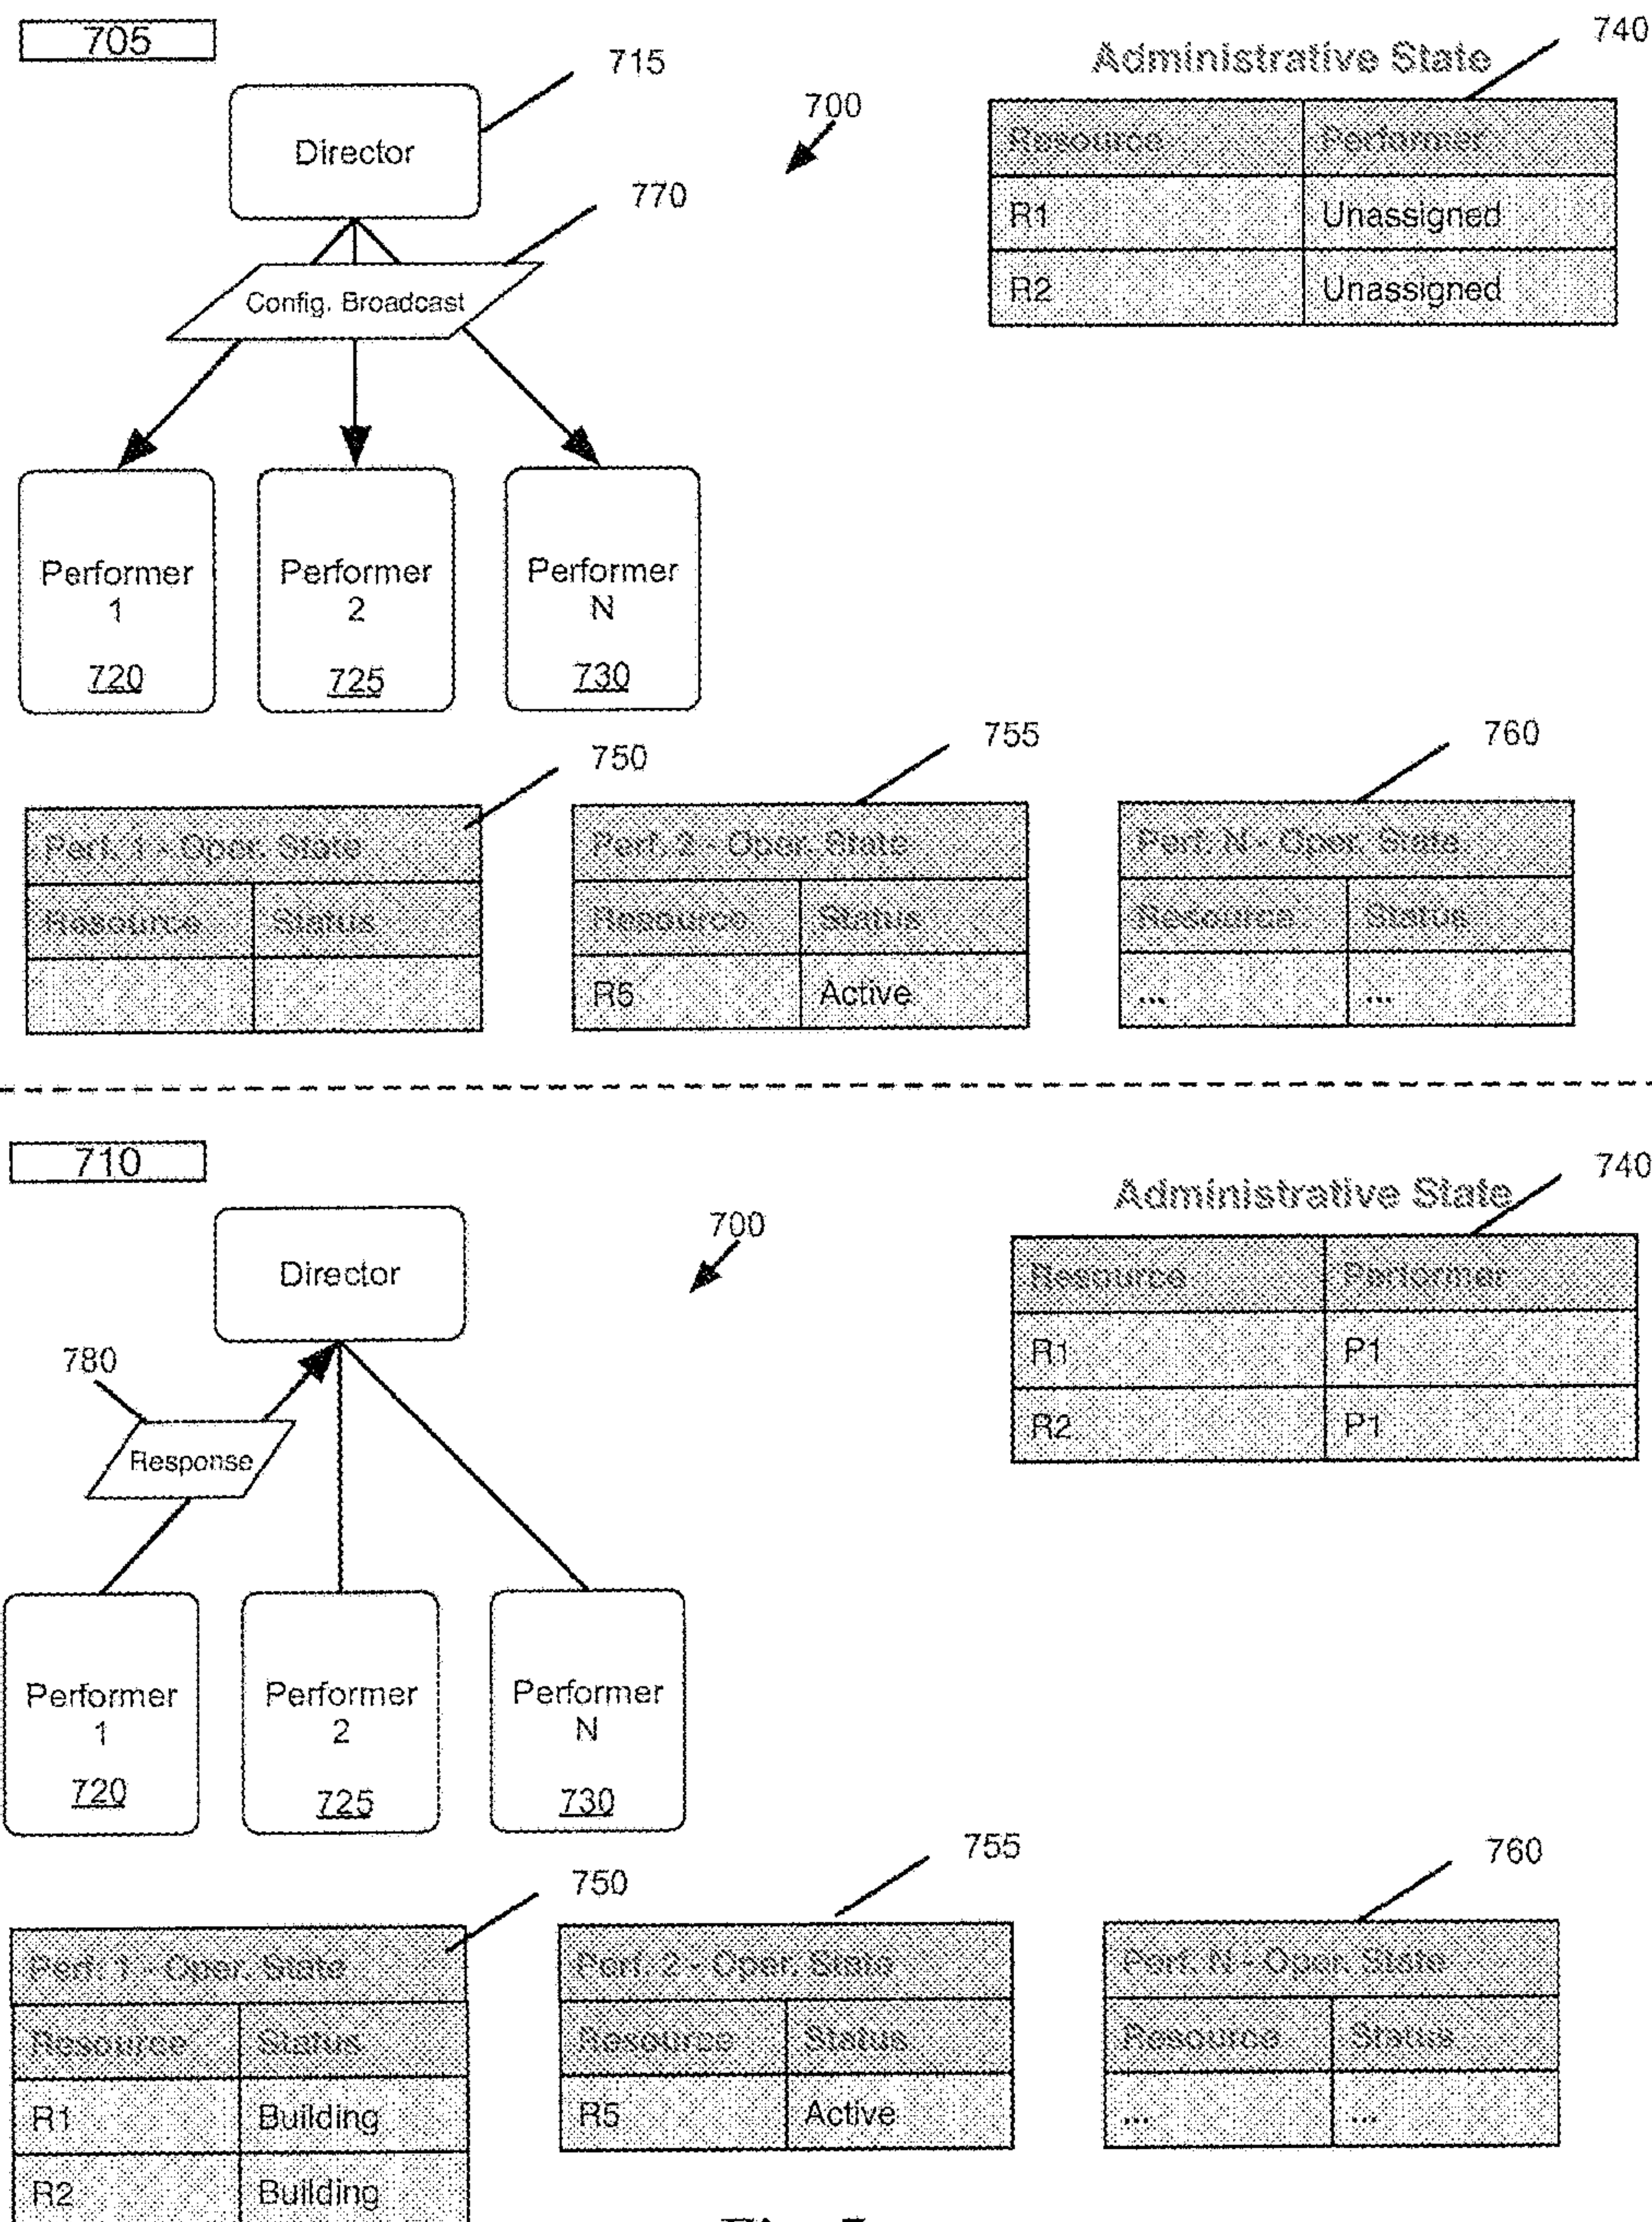 705
715
740
Administrative State
700
Director
Resource Performer
770
R1 Unassigned
Config. Broadcast
R2 Unassigned
Performer 1 720
Performer 2 725
Performer N 730
750
755
760
Perf. 1 - Oper. State
Resource Status
Perf. 2 - Oper. State
Resource Status
R5 Active
Perf. N - Oper. State
Resource Status
... ...
710
740
Administrative State
700
Director
Resource Performer
R1 P1
R2 P1
780
Response
Performer 1 720
Performer 2 725
Performer N 730
750
755
760
Perf. 1 - Oper. State
Resource Status
R1 Building
R2 Building
Perf. 2 - Oper. State
Resource Status
R5 Active
Perf. N - Oper. State
Resource Status
... ...